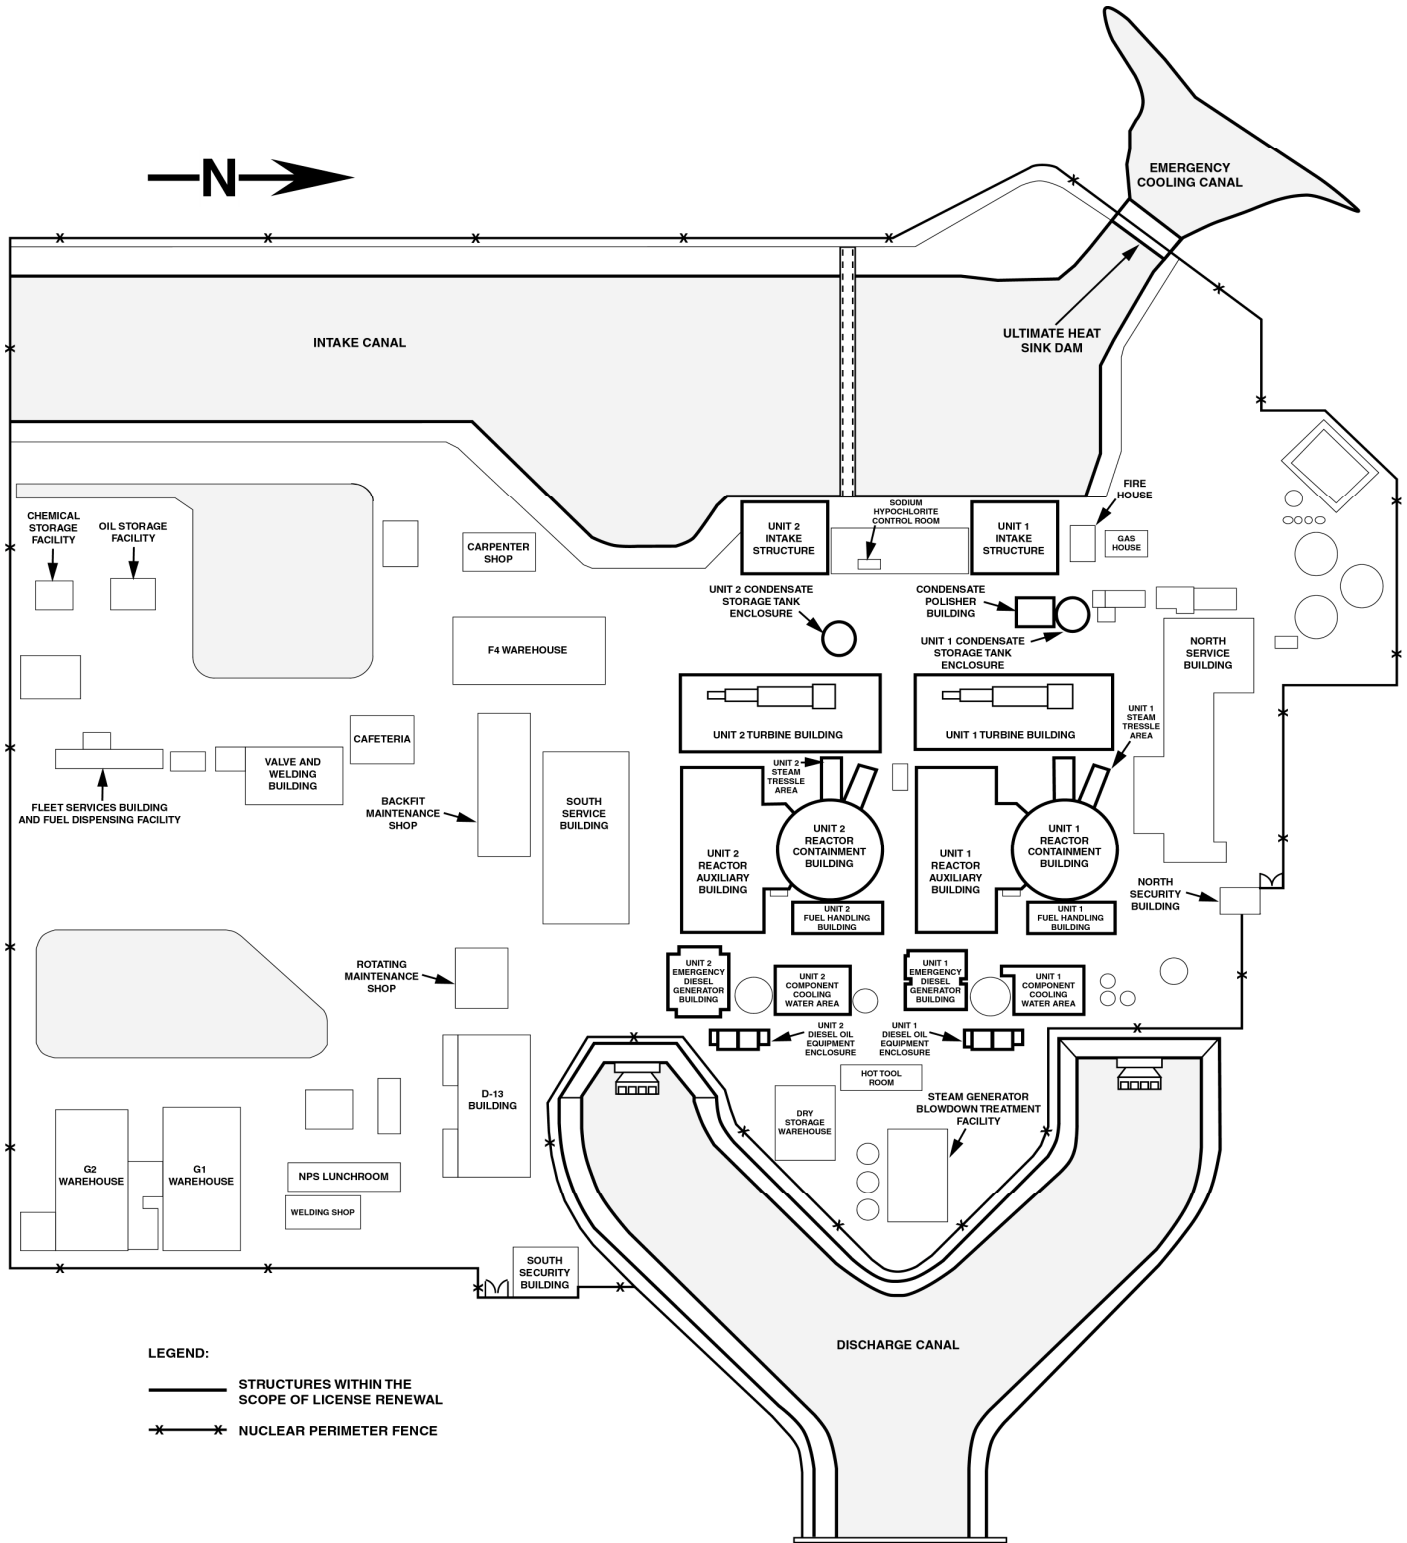 EMERGENCY
COOLING CANAL
N
INTAKE CANAL
ULTIMATE HEAT
SINK DAM
CHEMICAL
STORAGE
FACILITY
OIL STORAGE
FACILITY
CARPENTER
SHOP
UNIT 2
INTAKE
STRUCTURE
SODIUM
HYPOCHLORITE
CONTROL ROOM
UNIT 1
INTAKE
STRUCTURE
FIRE
HOUSE
GAS
HOUSE
UNIT 2 CONDENSATE
STORAGE TANK
ENCLOSURE
CONDENSATE
POLISHER
BUILDING
UNIT 1 CONDENSATE
STORAGE TANK
ENCLOSURE
NORTH
SERVICE
BUILDING
F4 WAREHOUSE
CAFETERIA
VALVE AND
WELDING
BUILDING
FLEET SERVICES BUILDING
AND FUEL DISPENSING FACILITY
BACKFIT
MAINTENANCE
SHOP
SOUTH
SERVICE
BUILDING
UNIT 2 TURBINE BUILDING
UNIT 1 TURBINE BUILDING
UNIT 1
STEAM
TRESSLE
AREA
UNIT 2
STEAM
TRESSLE
AREA
UNIT 2
REACTOR
AUXILIARY
BUILDING
UNIT 2
REACTOR
CONTAINMENT
BUILDING
UNIT 1
REACTOR
AUXILIARY
BUILDING
UNIT 1
REACTOR
CONTAINMENT
BUILDING
UNIT 2
FUEL HANDLING
BUILDING
UNIT 1
FUEL HANDLING
BUILDING
NORTH
SECURITY
BUILDING
ROTATING
MAINTENANCE
SHOP
UNIT 2
EMERGENCY
DIESEL
GENERATOR
BUILDING
UNIT 2
COMPONENT
COOLING
WATER AREA
UNIT 1
EMERGENCY
DIESEL
GENERATOR
BUILDING
UNIT 1
COMPONENT
COOLING
WATER AREA
UNIT 2
DIESEL OIL
EQUIPMENT
ENCLOSURE
UNIT 1
DIESEL OIL
EQUIPMENT
ENCLOSURE
HOT TOOL
ROOM
D-13
BUILDING
DRY
STORAGE
WAREHOUSE
STEAM GENERATOR
BLOWDOWN TREATMENT
FACILITY
G2
WAREHOUSE
G1
WAREHOUSE
NPS LUNCHROOM
WELDING SHOP
SOUTH
SECURITY
BUILDING
DISCHARGE CANAL
LEGEND:
STRUCTURES WITHIN THE
SCOPE OF LICENSE RENEWAL
NUCLEAR PERIMETER FENCE